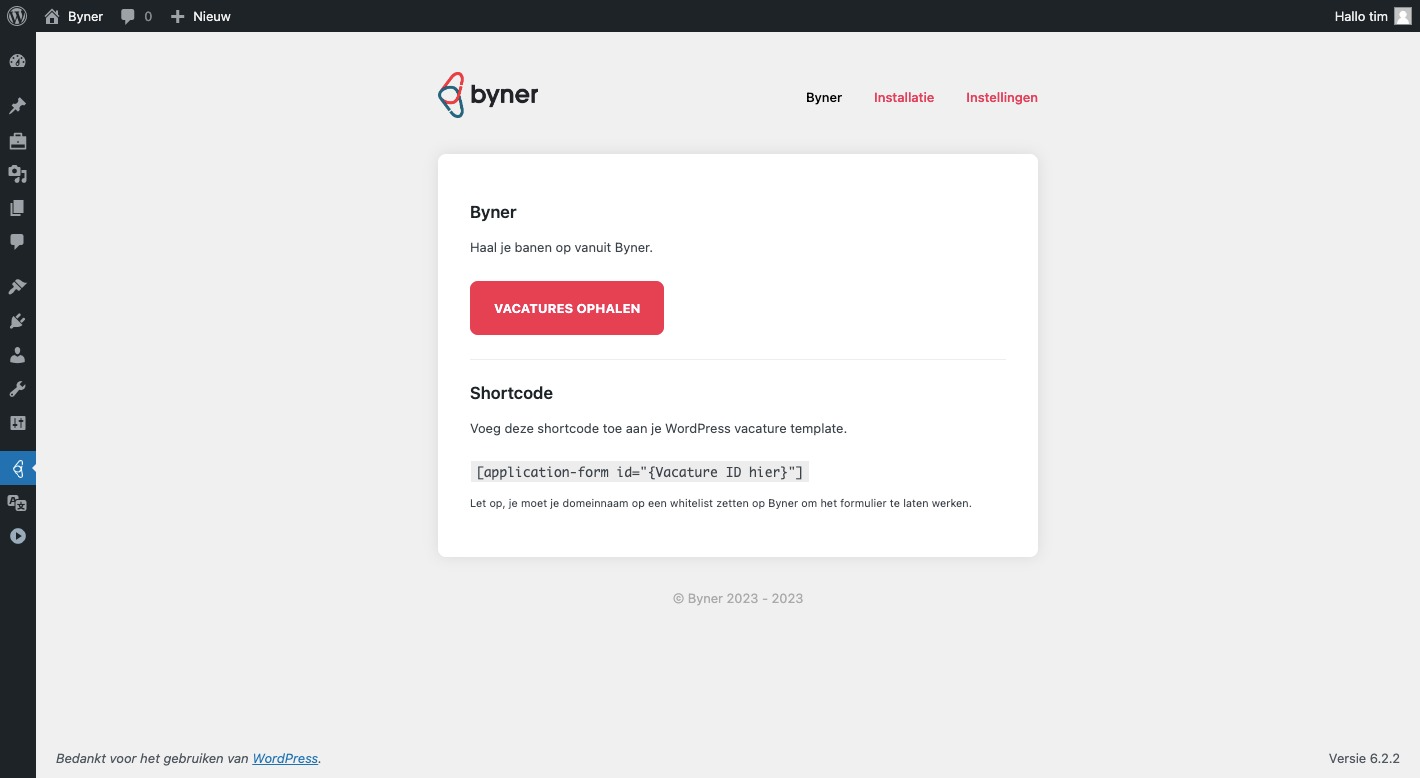 Byner 0 Nieuw Hallo tim
byner
Byner Installatie Instellingen
Byner
Haal je banen op vanuit Byner.
VACATURES OPHALEN
Shortcode
Voeg deze shortcode toe aan je WordPress vacature template.
[application-form id="{Vacature ID hier}"]
Let op, je moet je domeinnaam op een whitelist zetten op Byner om het formulier te laten werken.
© Byner 2023 - 2023
Bedankt voor het gebruiken van WordPress. Versie 6.2.2